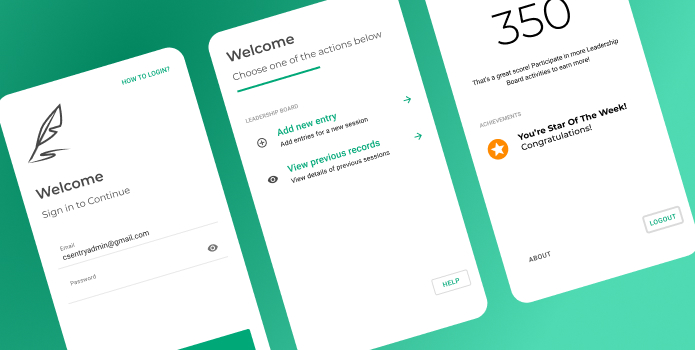 HOW TO LOGIN?
Welcome
Sign in to Continue
Email
csentryadmin@gmail.com
Password
Welcome
Choose one of the actions below
LEADERSHIP BOARD
Add new entry
Add entries for a new session
View previous records
View details of previous sessions
HELP
350
That's a great score! Participate in more Leadership
Board activities to earn more!
ACHIEVEMENTS
You're Star Of The Week!
Congratulations!
LOGOUT
ABOUT